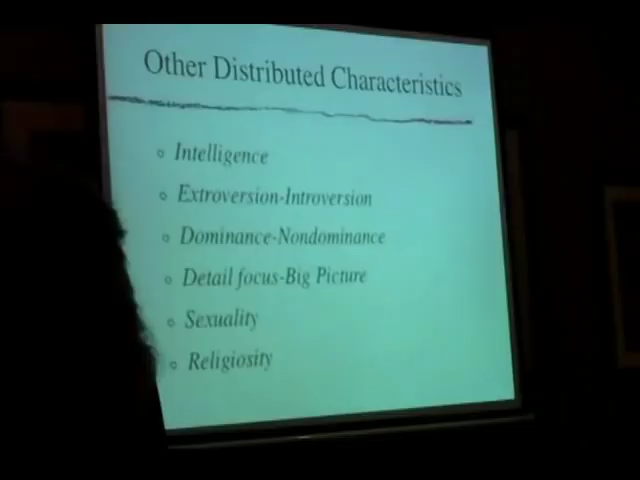 Other Distributed Characteristics
Intelligence
Extroversion-Introversion
Dominance-Nondominance
Detail focus-Big Picture
Sexuality
Religiosity